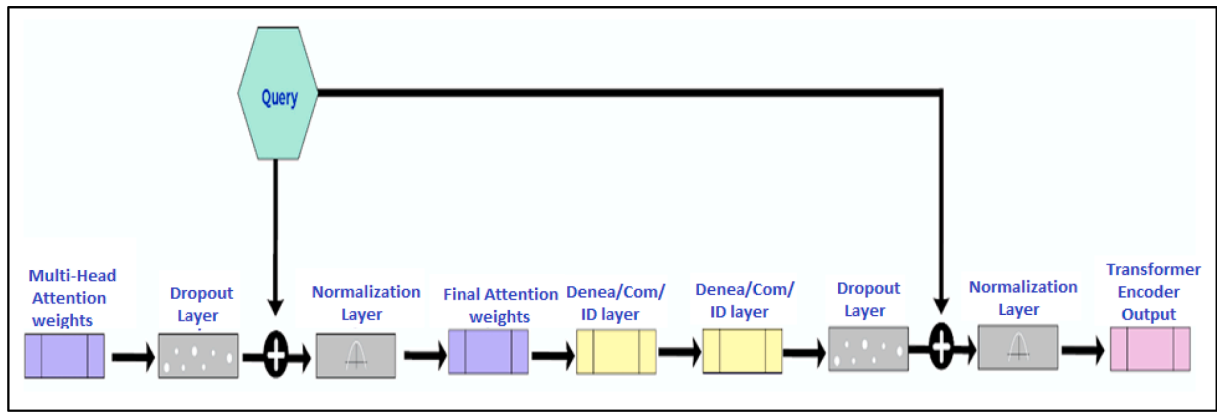 Query
Multi-Head
Attention
weights
Dropout
Layer
Normalization
Layer
Final Attention
weights
Denea/Com/
ID layer
Denea/Com/
ID layer
Dropout
Layer
Normalization
Layer
Transformer
Encoder
Output